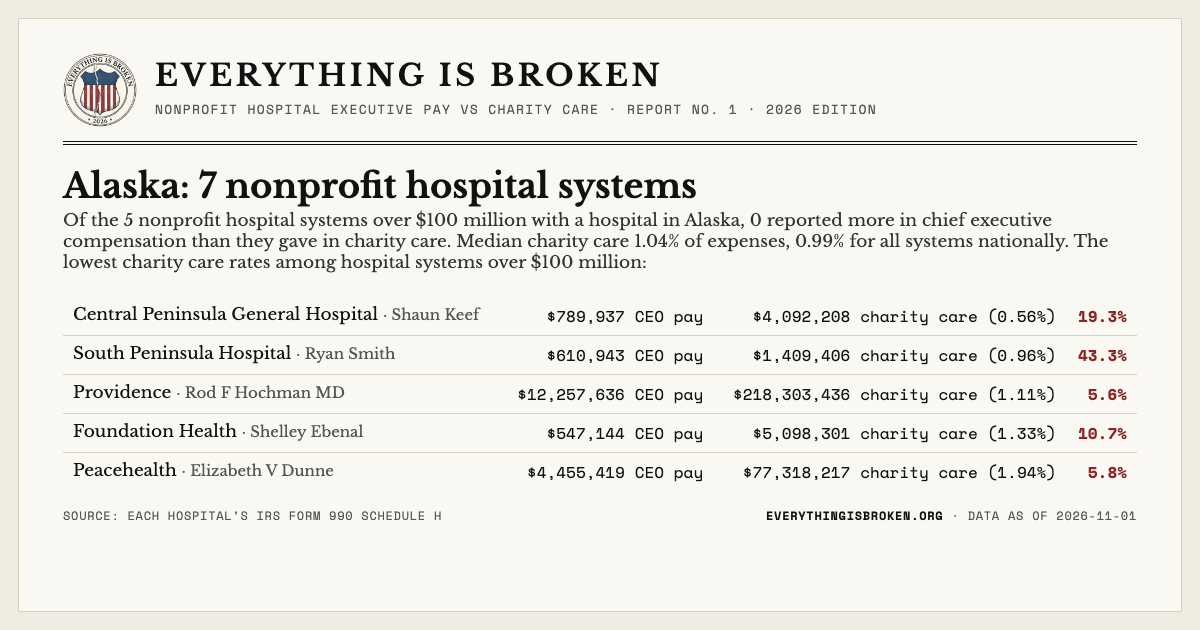 EVERYTHING IS BROKEN
2026
EVERYTHING IS BROKEN
NONPROFIT HOSPITAL EXECUTIVE PAY VS CHARITY CARE · REPORT NO. 1 · 2026 EDITION
Alaska: 7 nonprofit hospital systems
Of the 5 nonprofit hospital systems over $100 million with a hospital in Alaska, 0 reported more in chief executive
compensation than they gave in charity care. Median charity care 1.04% of expenses, 0.99% for all systems nationally. The
lowest charity care rates among hospital systems over $100 million:
Central Peninsula General Hospital · Shaun Keef $789,937 CEO pay $4,092,208 charity care (0.56%) 19.3%
South Peninsula Hospital · Ryan Smith $610,943 CEO pay $1,409,406 charity care (0.96%) 43.3%
Providence · Rod F Hochman MD $12,257,636 CEO pay $218,303,436 charity care (1.11%) 5.6%
Foundation Health · Shelley Ebenal $547,144 CEO pay $5,098,301 charity care (1.33%) 10.7%
Peacehealth · Elizabeth V Dunne $4,455,419 CEO pay $77,318,217 charity care (1.94%) 5.8%
SOURCE: EACH HOSPITAL'S IRS FORM 990 SCHEDULE H EVERYTHINGISBROKEN.ORG · DATA AS OF 2026-11-01